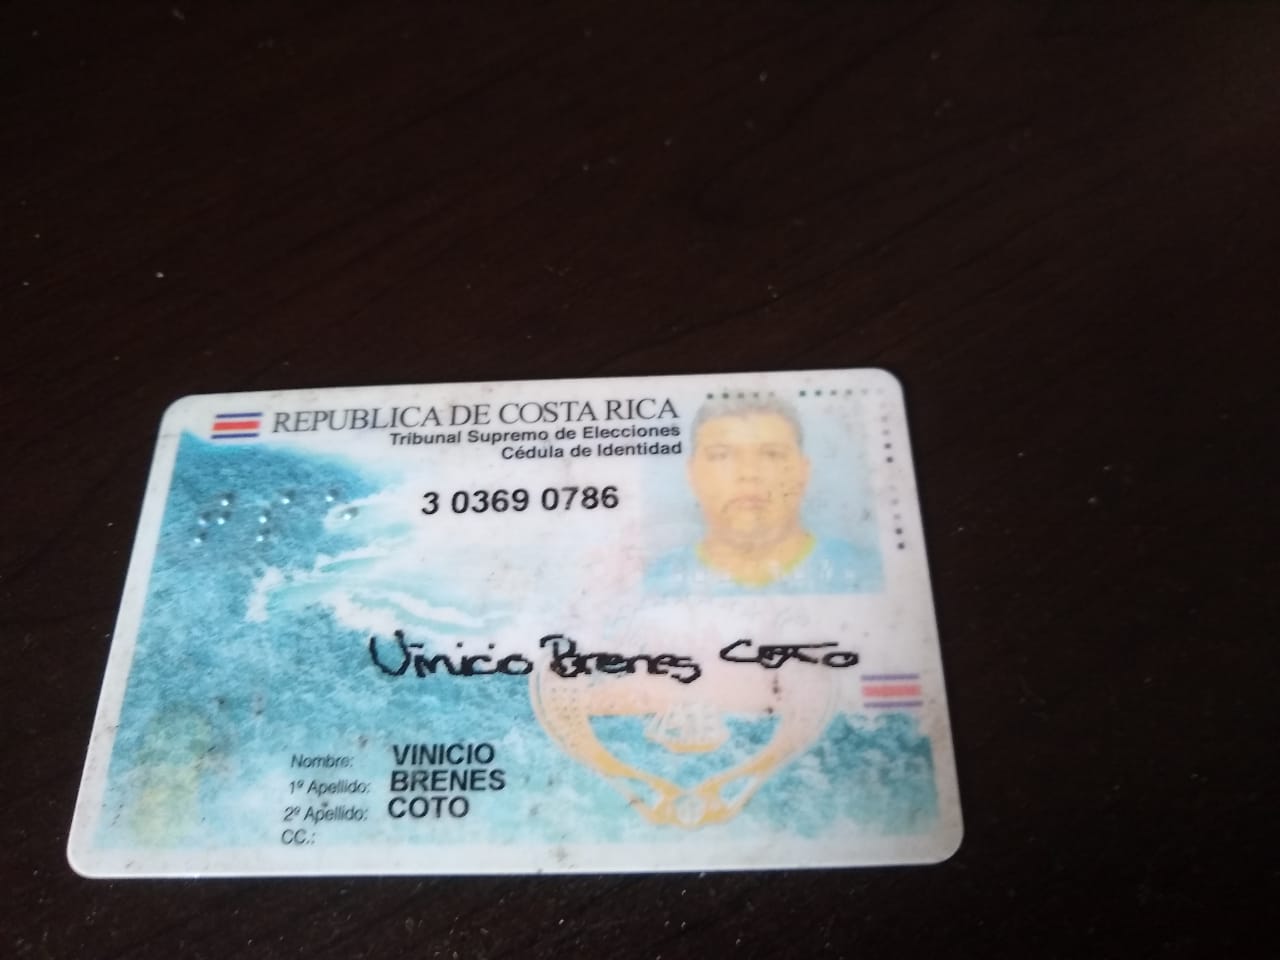 REPUBLICA DE COSTA RICA
Tribunal Supremo de Elecciones
Cédula de Identidad
3 0369 0786
Vinicio Brenes Coto
Nombre: VINICIO
1º Apellido: BRENES
2º Apellido: COTO
CC.: